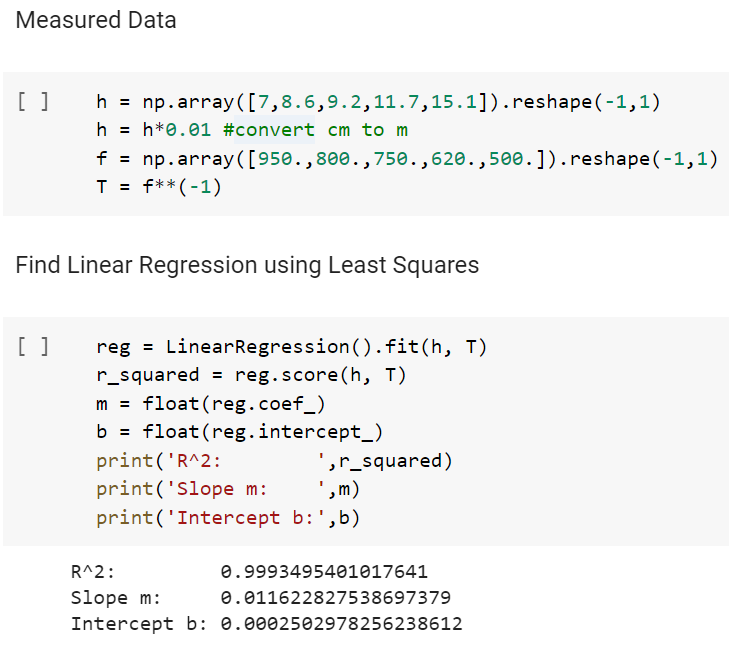 Measured Data
[ ] h = np.array([7,8.6,9.2,11.7,15.1]).reshape(-1,1)
h = h*0.01 #convert cm to m
f = np.array([950.,800.,750.,620.,500.]).reshape(-1,1)
T = f**(-1)
Find Linear Regression using Least Squares
[ ] reg = LinearRegression().fit(h, T)
r_squared = reg.score(h, T)
m = float(reg.coef_)
b = float(reg.intercept_)
print('R^2:        ',r_squared)
print('Slope m:    ',m)
print('Intercept b:',b)
R^2:         0.9993495401017641
Slope m:     0.011622827538697379
Intercept b: 0.0002502978256238612